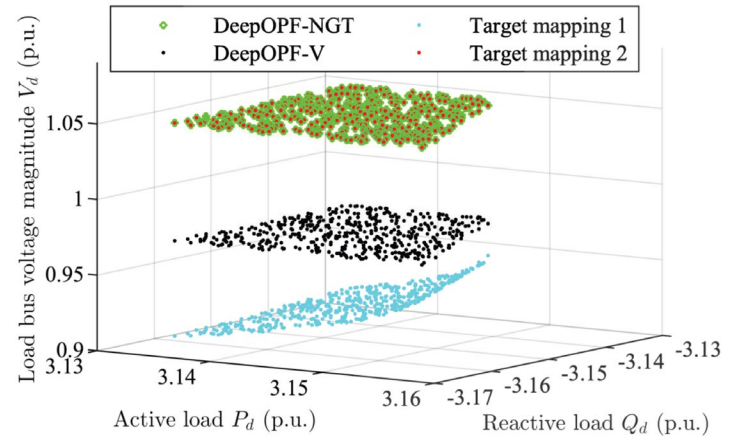 DeepOPF-NGT Target mapping 1
DeepOPF-V Target mapping 2
Load bus voltage magnitude V_d (p.u.)
1.05
1
0.95
0.9
3.13
3.14
3.15
3.16
-3.17
-3.16
-3.15
-3.14
-3.13
Active load P_d (p.u.)
Reactive load Q_d (p.u.)